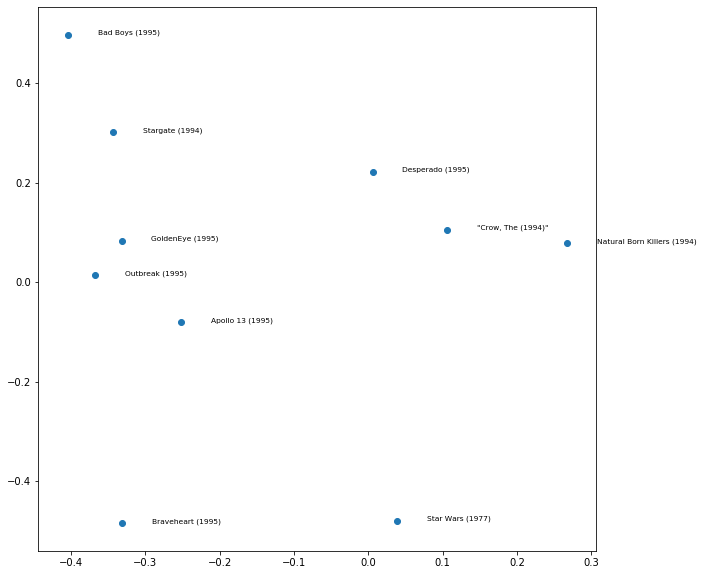 Bad Boys (1995)
0.4
Stargate (1994)
0.2
Desperado (1995)
"Crow, The (1994)"
GoldenEye (1995)
Natural Born Killers (1994)
0.0
Outbreak (1995)
Apollo 13 (1995)
−0.2
−0.4
Braveheart (1995)
Star Wars (1977)
−0.4
−0.3
−0.2
−0.1
0.0
0.1
0.2
0.3